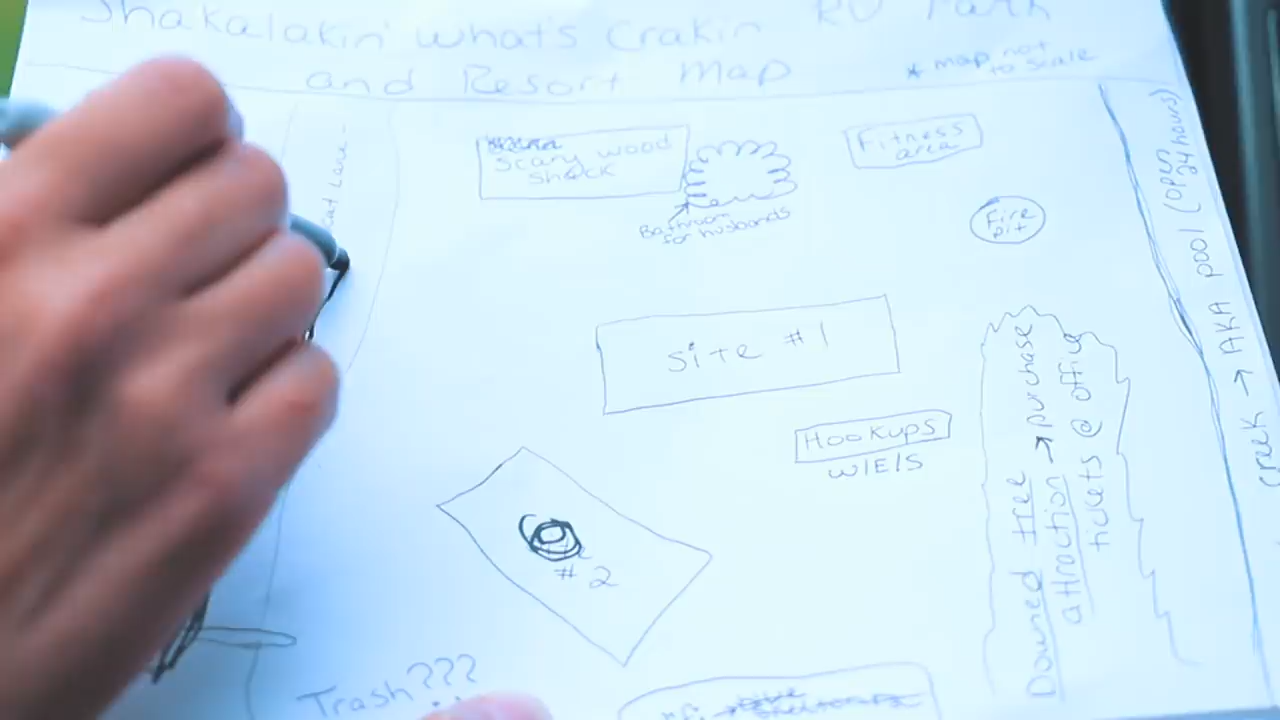 Shakalakin' what's Crakin RV Park
and Resort Map
* map not
to scale
Scary wood
shack
Bathroom
for husbands
Fitness
area
Fire
pit
Site #1
Hookups
W/E/S
#2
Downed tree
attraction → purchase
tickets @ office
Creek → AKA pool (open
24 hours)
Trash???